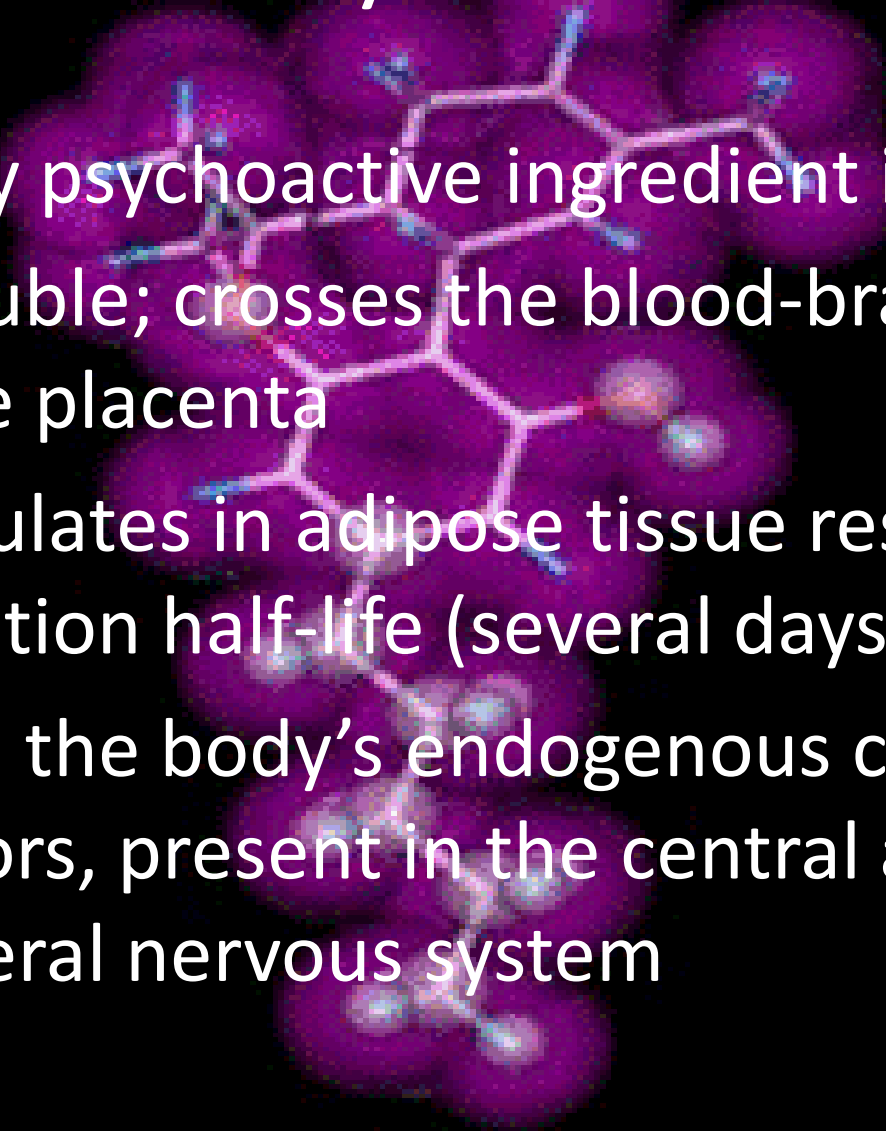 y psychoactive ingredient i
uble; crosses the blood-bra
e placenta
ulates in adipose tissue res
tion half-life (several days
the body’s endogenous c
ors, present in the central a
eral nervous system